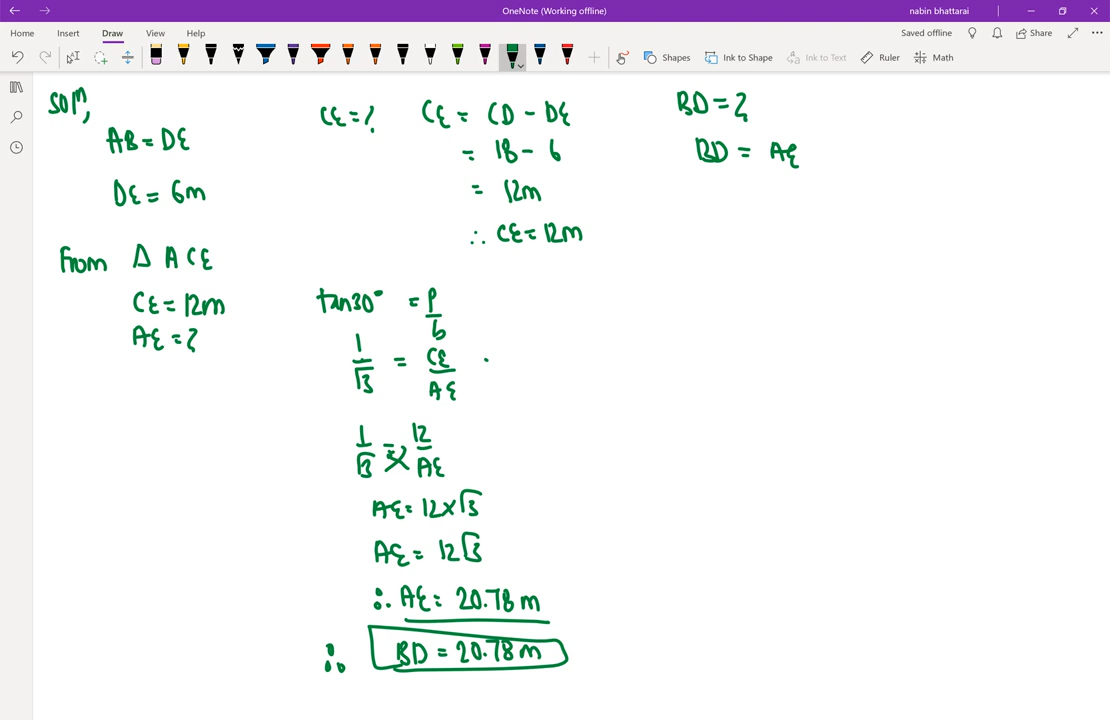 OneNote (Working offline)
nabin bhattarai
Home Insert Draw View Help
Saved offline
Share
Shapes
Ink to Shape
Ink to Text
Ruler
Math
Solⁿ,
AB = DE
DE = 6m
CE = ?
CE = CD - DE
= 18 - 6
= 12m
∴ CE = 12m
BD = ?
BD = AE
From Δ ACE
CE = 12m
AE = ?
tan30° = p/b
1/√3 = CE/AE
1/√3 = 12/AE
AE = 12×√3
AE = 12√3
∴ AE = 20.78 m
∴ BD = 20.78 m